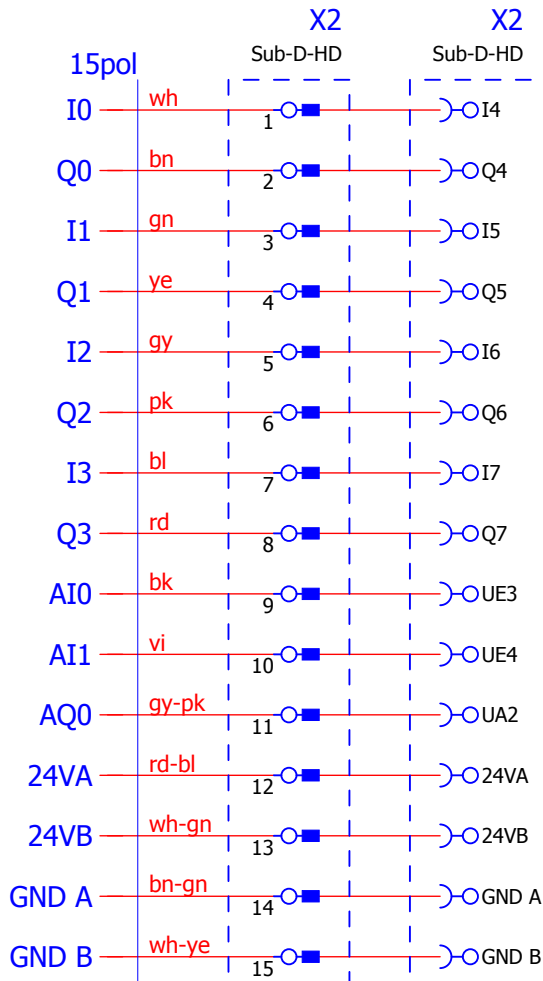 X2 X2
Sub-D-HD Sub-D-HD
15pol
I0 wh 1 I4
Q0 bn 2 Q4
I1 gn 3 I5
Q1 ye 4 Q5
I2 gy 5 I6
Q2 pk 6 Q6
I3 bl 7 I7
Q3 rd 8 Q7
AI0 bk 9 UE3
AI1 vi 10 UE4
AQ0 gy-pk 11 UA2
24VA rd-bl 12 24VA
24VB wh-gn 13 24VB
GND A bn-gn 14 GND A
GND B wh-ye 15 GND B